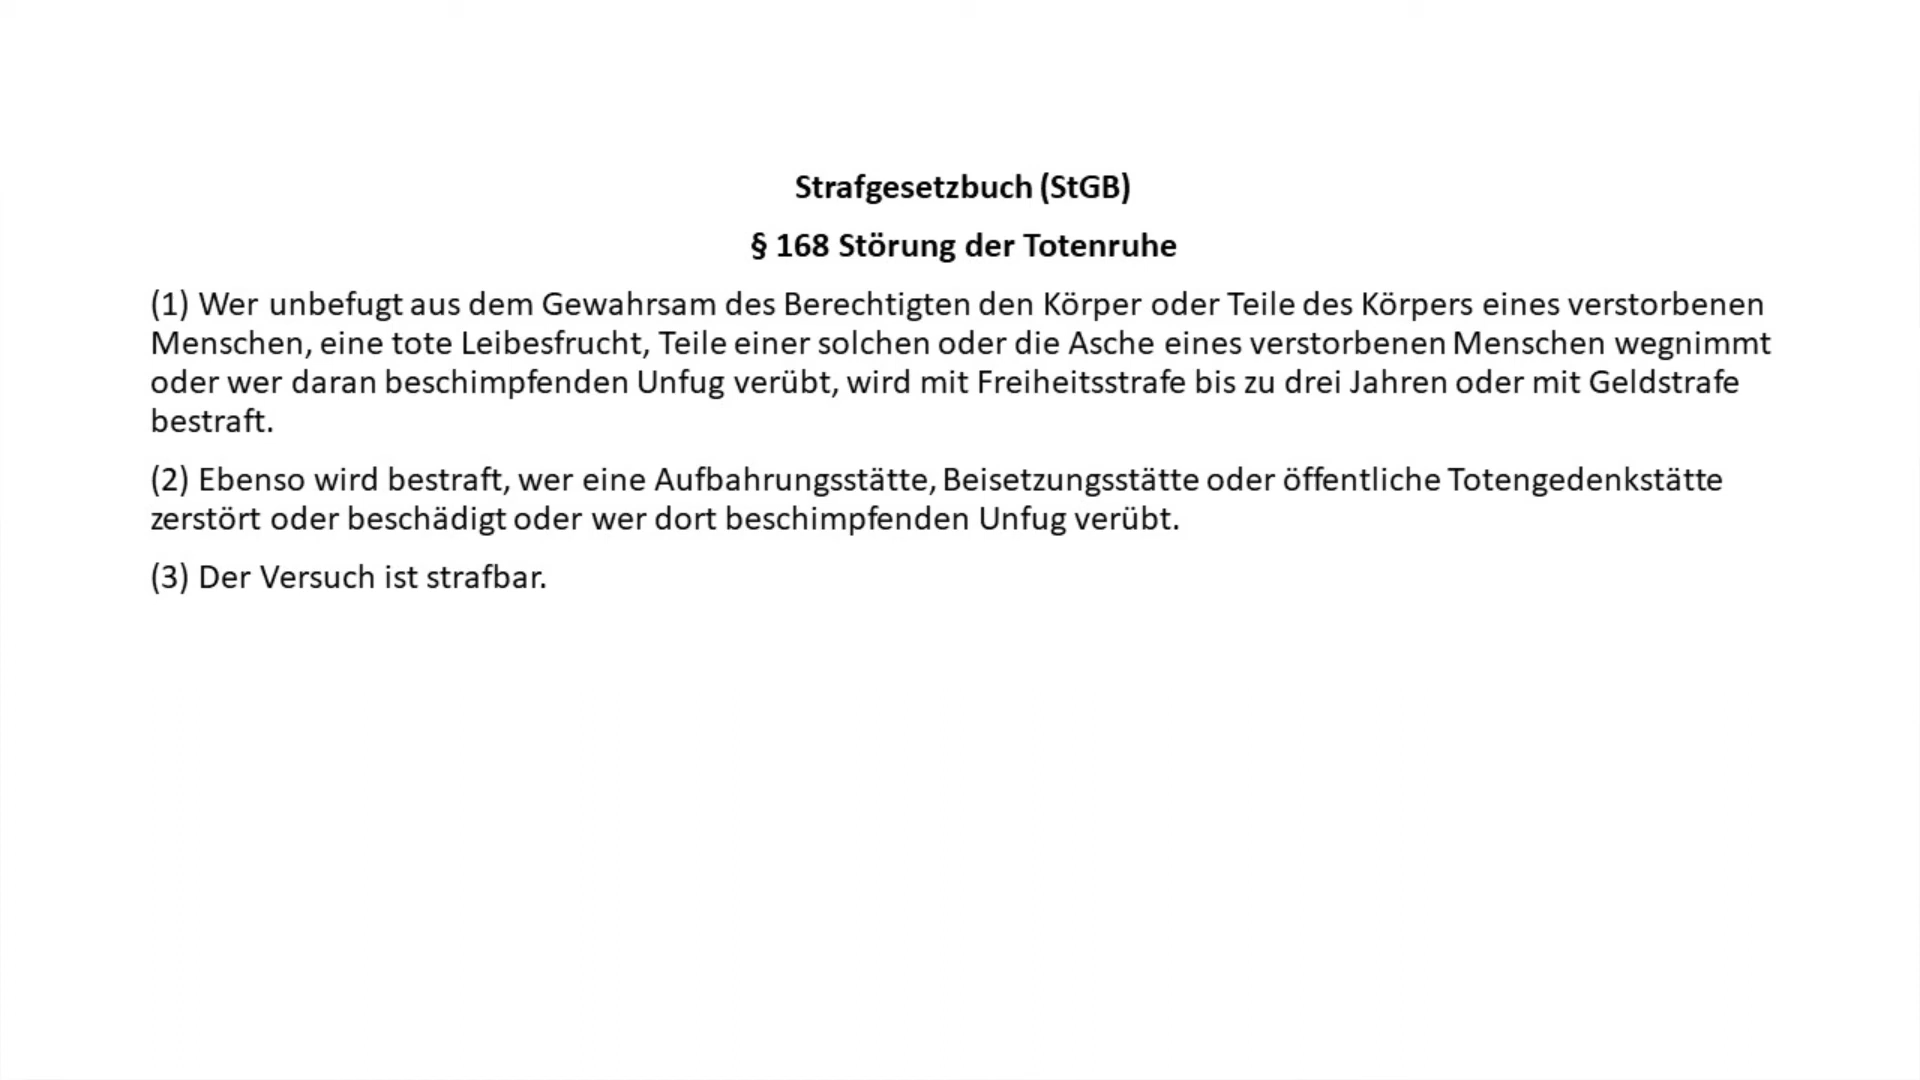 Strafgesetzbuch (StGB)
§ 168 Störung der Totenruhe
(1) Wer unbefugt aus dem Gewahrsam des Berechtigten den Körper oder Teile des Körpers eines verstorbenen
Menschen, eine tote Leibesfrucht, Teile einer solchen oder die Asche eines verstorbenen Menschen wegnimmt
oder wer daran beschimpfenden Unfug verübt, wird mit Freiheitsstrafe bis zu drei Jahren oder mit Geldstrafe
bestraft.
(2) Ebenso wird bestraft, wer eine Aufbahrungsstätte, Beisetzungsstätte oder öffentliche Totengedenkstätte
zerstört oder beschädigt oder wer dort beschimpfenden Unfug verübt.
(3) Der Versuch ist strafbar.